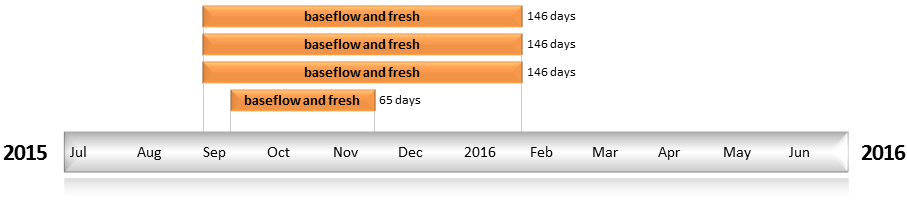 baseflow and fresh 146 days
baseflow and fresh 146 days
baseflow and fresh 146 days
baseflow and fresh 65 days
2015 Jul Aug Sep Oct Nov Dec 2016 Feb Mar Apr May Jun 2016